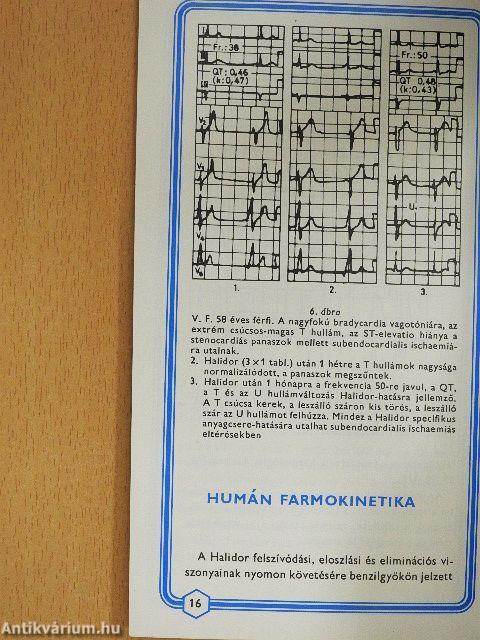 I
Fr.: 38
QT: 0,46
(k: 0,47)
V₂
V₄
V₆
Fr.: 50
QT 0,48
(k: 0,43)
U
1.
2.
3.
6. ábra
V. F. 58 éves férfi. A nagyfokú bradycardia vagotóniára, az
extrém csúcsos-magas T hullám, az ST-elevatio hiánya a
stenocardiás panaszok mellett subendocardialis ischaemiá-
ra utalnak.
2. Halidor (3×1 tabl.) után 1 hétre a T hullámok nagysága
normalizálódott, a panaszok megszűntek.
3. Halidor után 1 hónapra a frekvencia 50-re javul, a QT,
a T és az U hullámváltozás Halidor-hatásra jellemző.
A T csúcsa kerek, a leszálló száron kis törés, a leszálló
szár az U hullámot felhúzza. Mindez a Halidor specifikus
anyagcsere-hatására utalhat subendocardialis ischaemiás
eltérésekben
HUMÁN FARMOKINETIKA
A Halidor felszívódási, eloszlási és eliminációs vi-
szonyainak nyomon követésére benzilgyökön jelzett
16
Antikvárium.hu